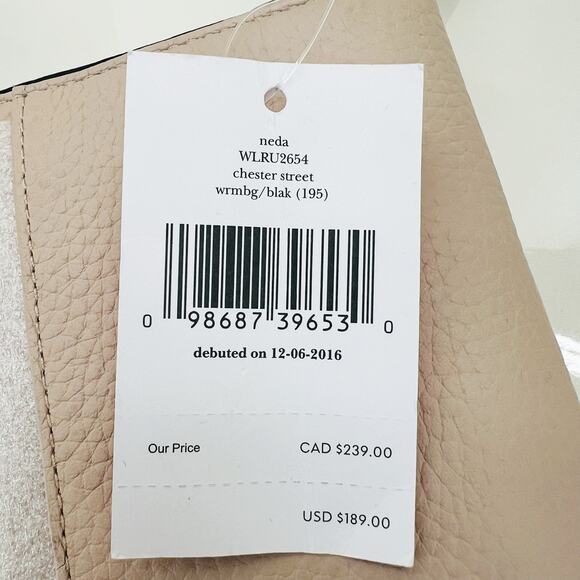 neda
WLRU2654
chester street
wrmbg/blak (195)
0 98687 39653 0
debuted on 12-06-2016
Our Price CAD $239.00
USD $189.00